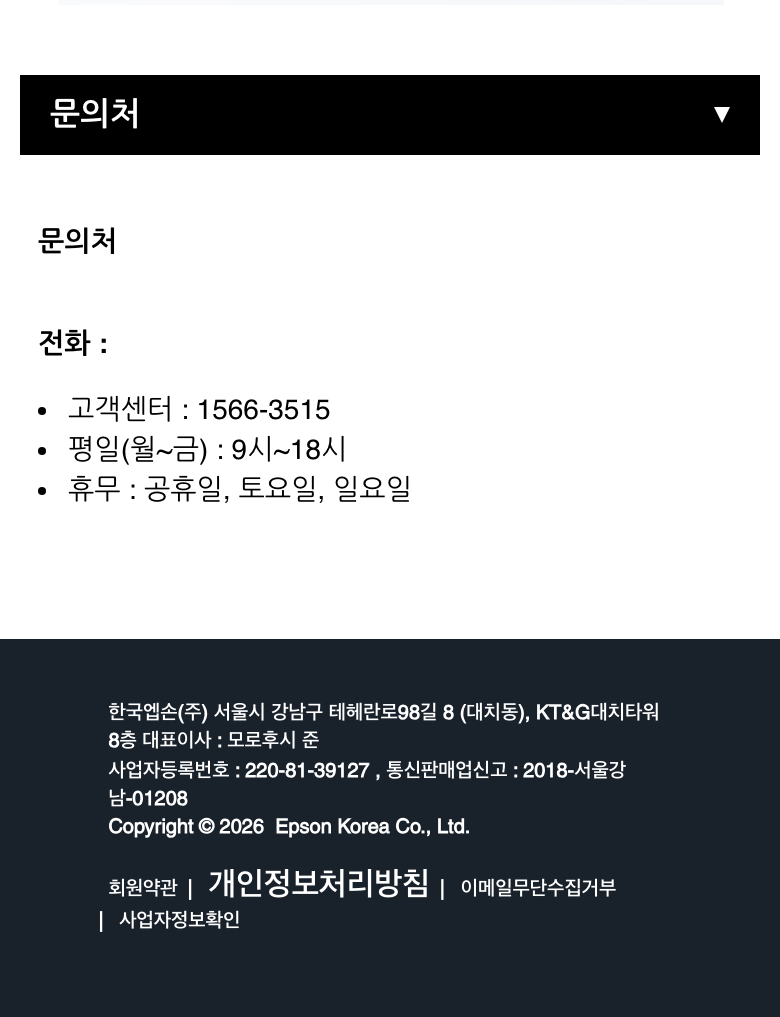 문의처 ▼
문의처
전화 :
• 고객센터 : 1566-3515
• 평일(월~금) : 9시~18시
• 휴무 : 공휴일, 토요일, 일요일
한국엡손(주) 서울시 강남구 테헤란로98길 8 (대치동), KT&G대치타워
8층 대표이사 : 모로후시 준
사업자등록번호 : 220-81-39127 , 통신판매업신고 : 2018-서울강
남-01208
Copyright © 2026 Epson Korea Co., Ltd.
회원약관 | 개인정보처리방침 | 이메일무단수집거부
| 사업자정보확인